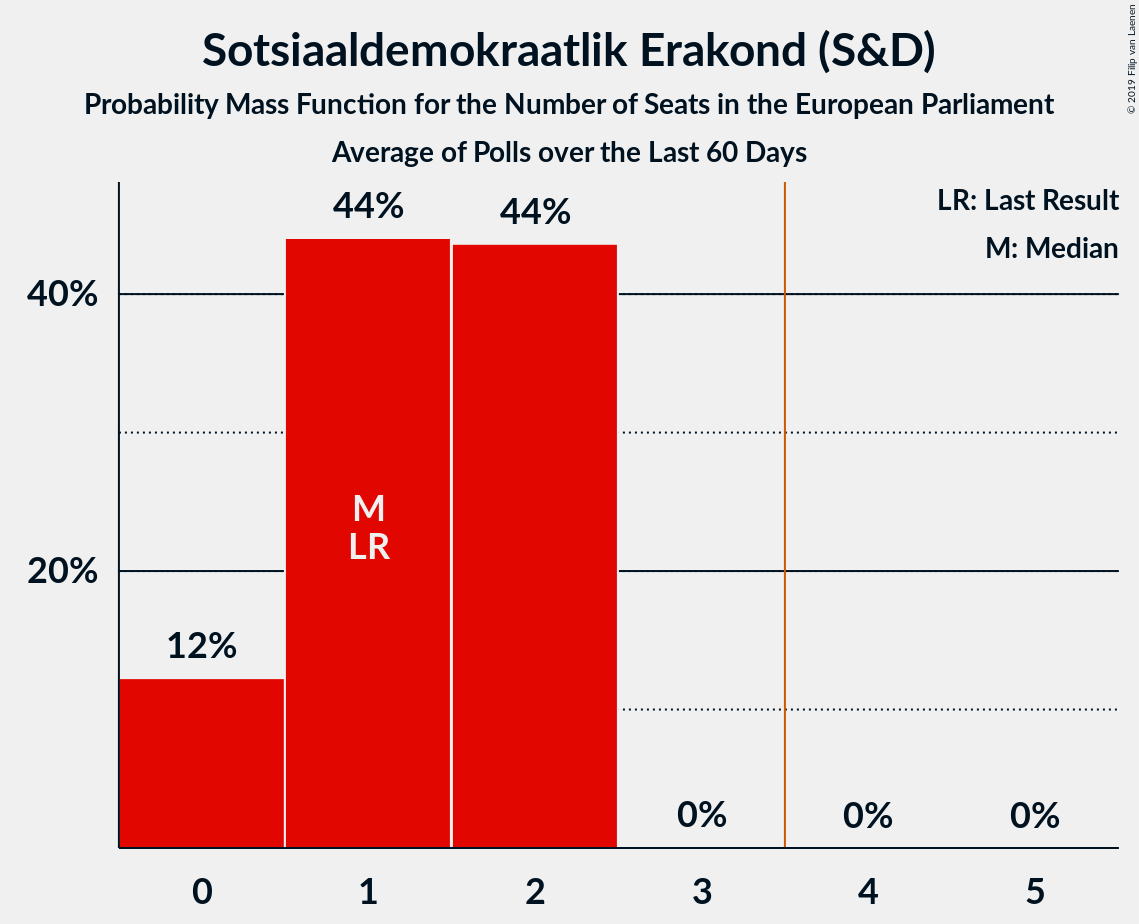 Sotsiaaldemokraatlik Erakond (S&D)
Probability Mass Function for the Number of Seats in the European Parliament
Average of Polls over the Last 60 Days
© 2019 Filip van Laenen
LR: Last Result
M: Median
44%
44%
40%
M
LR
20%
12%
0%
0%
0%
0
1
2
3
4
5